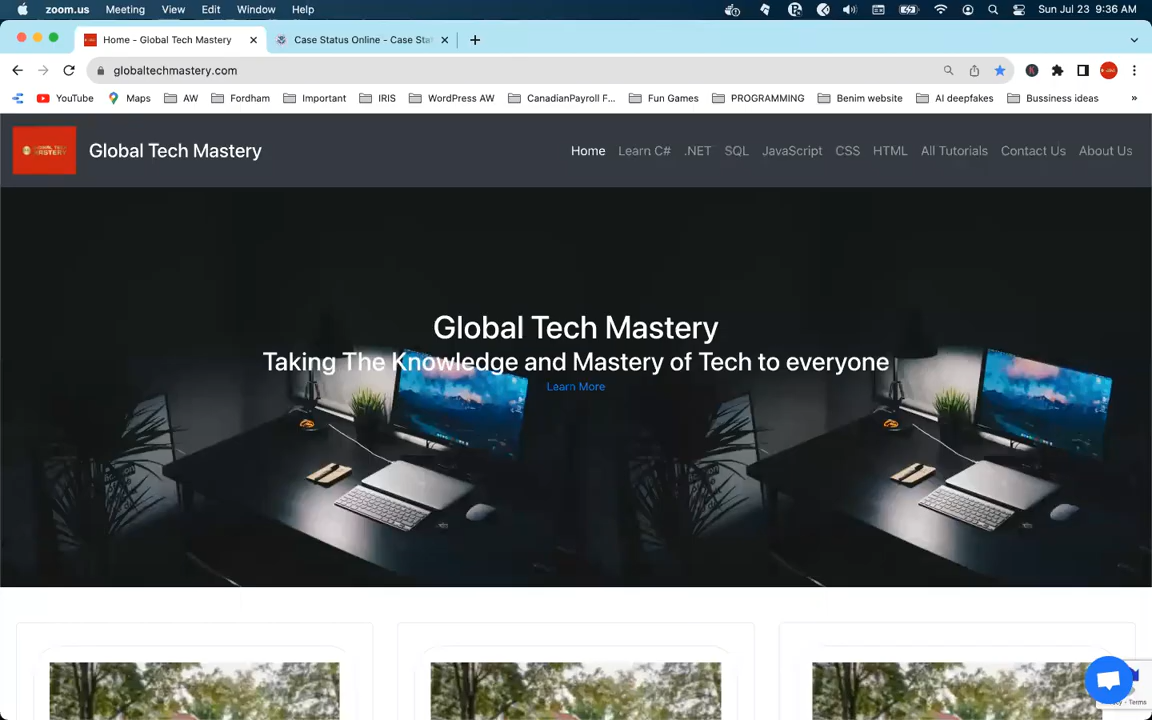 zoom.us Meeting View Edit Window Help Sun Jul 23 9:36 AM
Home - Global Tech Mastery Case Status Online - Case Sta
globaltechmastery.com
YouTube Maps AW Fordham Important IRIS WordPress AW CanadianPayroll F... Fun Games PROGRAMMING Benim website AI deepfakes Bussiness ideas »
Global Tech Mastery Home Learn C# .NET SQL JavaScript CSS HTML All Tutorials Contact Us About Us
Global Tech Mastery
Taking The Knowledge and Mastery of Tech to everyone
Learn More
Terms